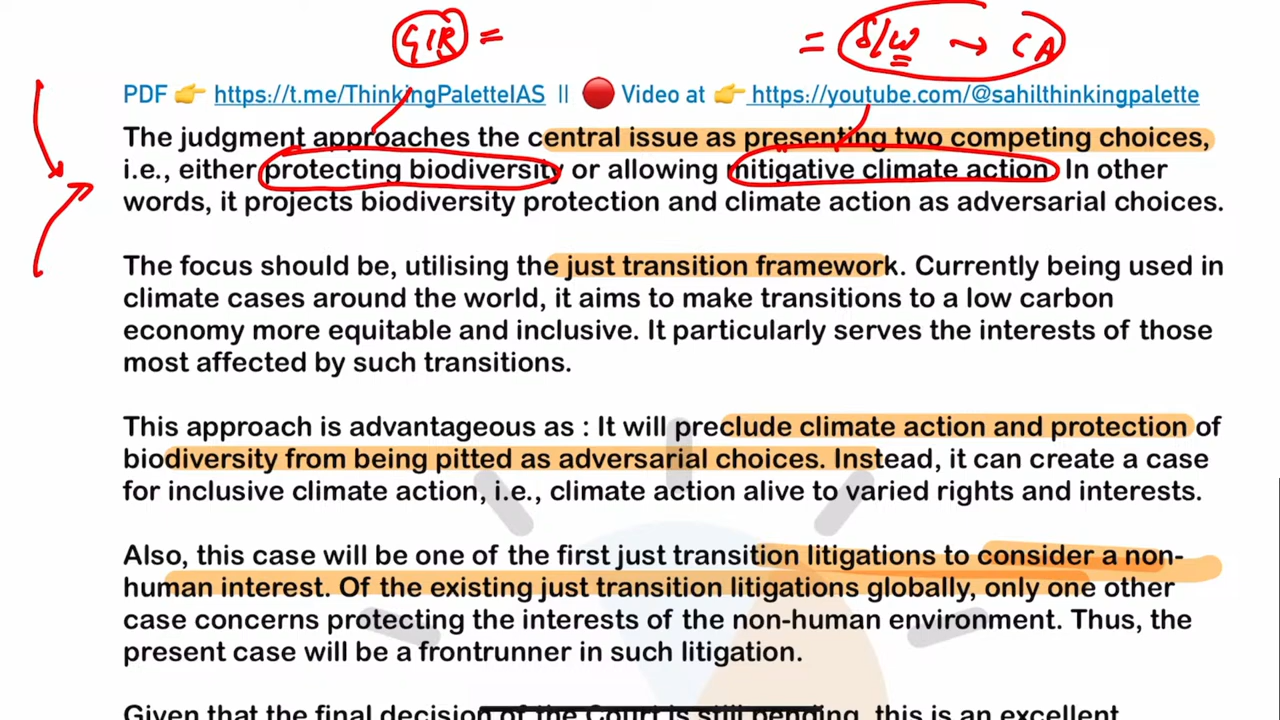 GIB = = S/W → CA
PDF 👉 https://t.me/ThinkingPaletteIAS || 🔴 Video at 👉 https://youtube.com/@sahilthinkingpalette
The judgment approaches the central issue as presenting two competing choices,
i.e., either protecting biodiversity or allowing mitigative climate action. In other
words, it projects biodiversity protection and climate action as adversarial choices.
The focus should be, utilising the just transition framework. Currently being used in
climate cases around the world, it aims to make transitions to a low carbon
economy more equitable and inclusive. It particularly serves the interests of those
most affected by such transitions.
This approach is advantageous as : It will preclude climate action and protection of
biodiversity from being pitted as adversarial choices. Instead, it can create a case
for inclusive climate action, i.e., climate action alive to varied rights and interests.
Also, this case will be one of the first just transition litigations to consider a non-
human interest. Of the existing just transition litigations globally, only one other
case concerns protecting the interests of the non-human environment. Thus, the
present case will be a frontrunner in such litigation.
Given that the final decision of the Court is still pending, this is an excellent